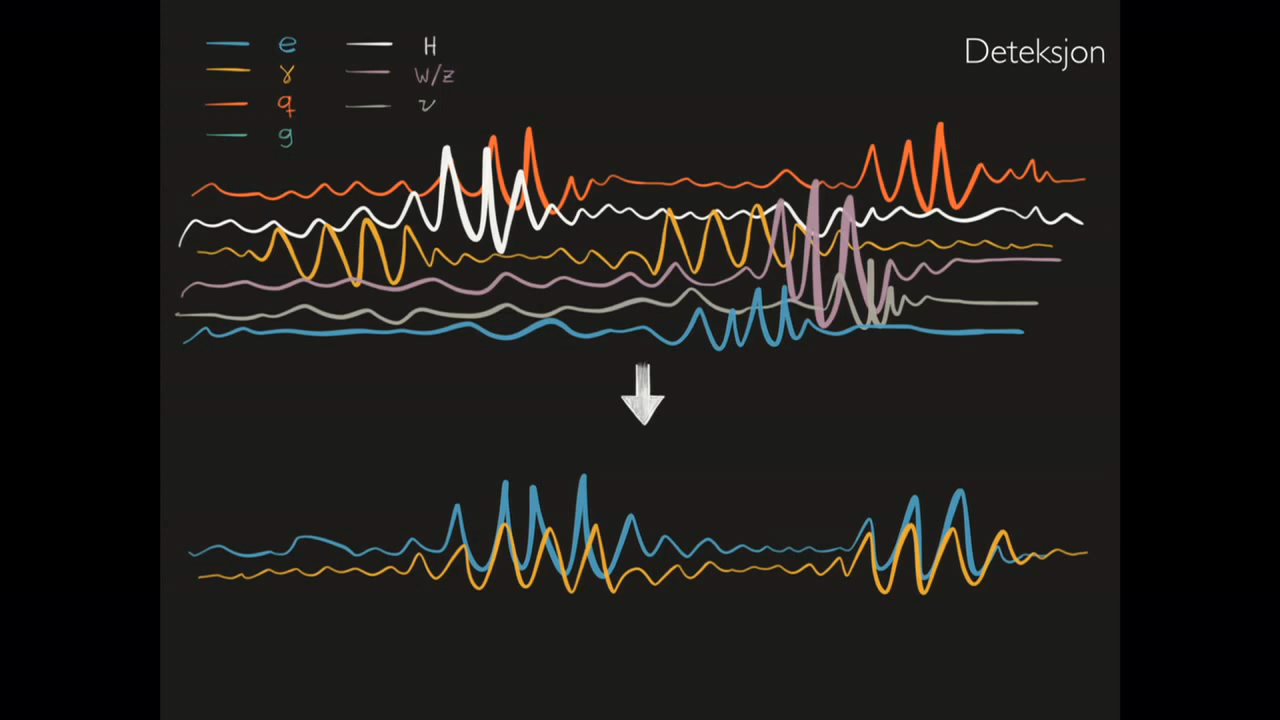 Deteksjon
e H
γ W/Z
q ν
g